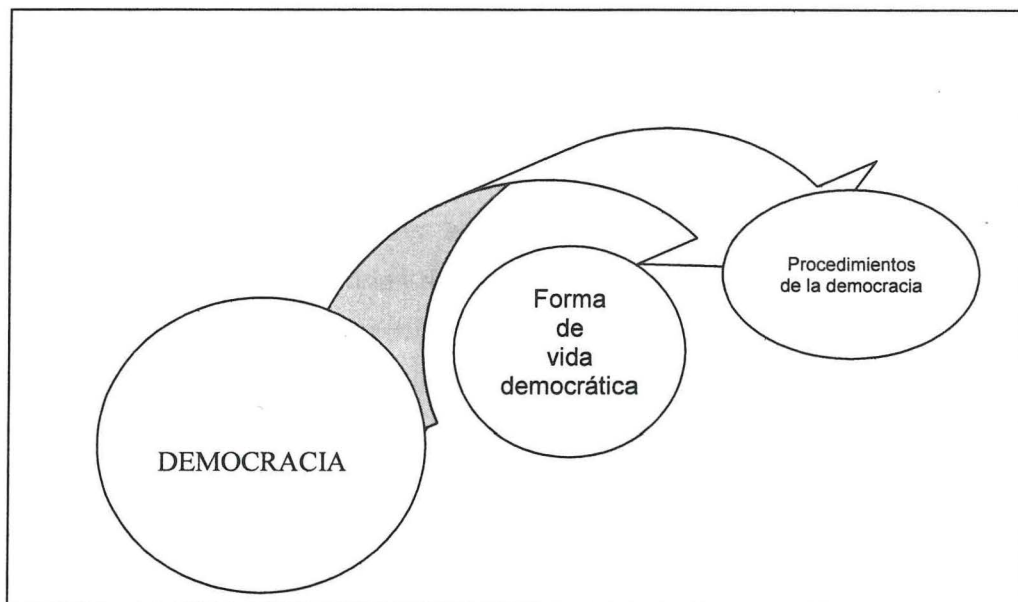 DEMOCRACIA
Forma
de
vida
democrática
Procedimientos
de la democracia